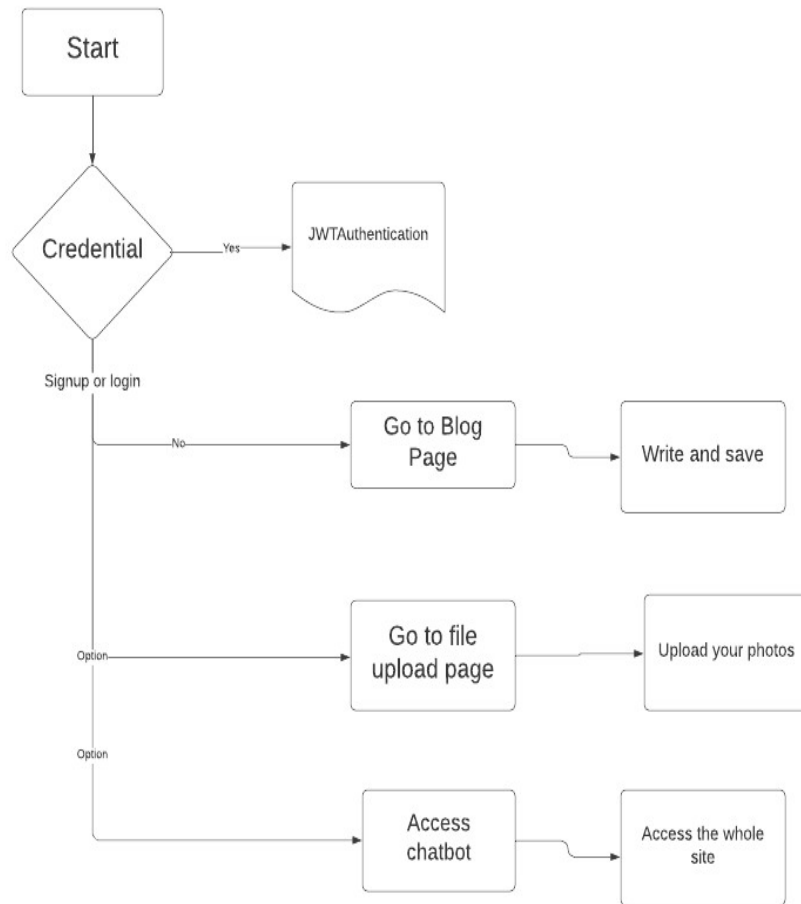 Start
Credential
Yes
JWTAuthentication
Signup or login
No
Go to Blog
Page
Write and save
Option
Go to file
upload page
Upload your photos
Option
Access
chatbot
Access the whole
site